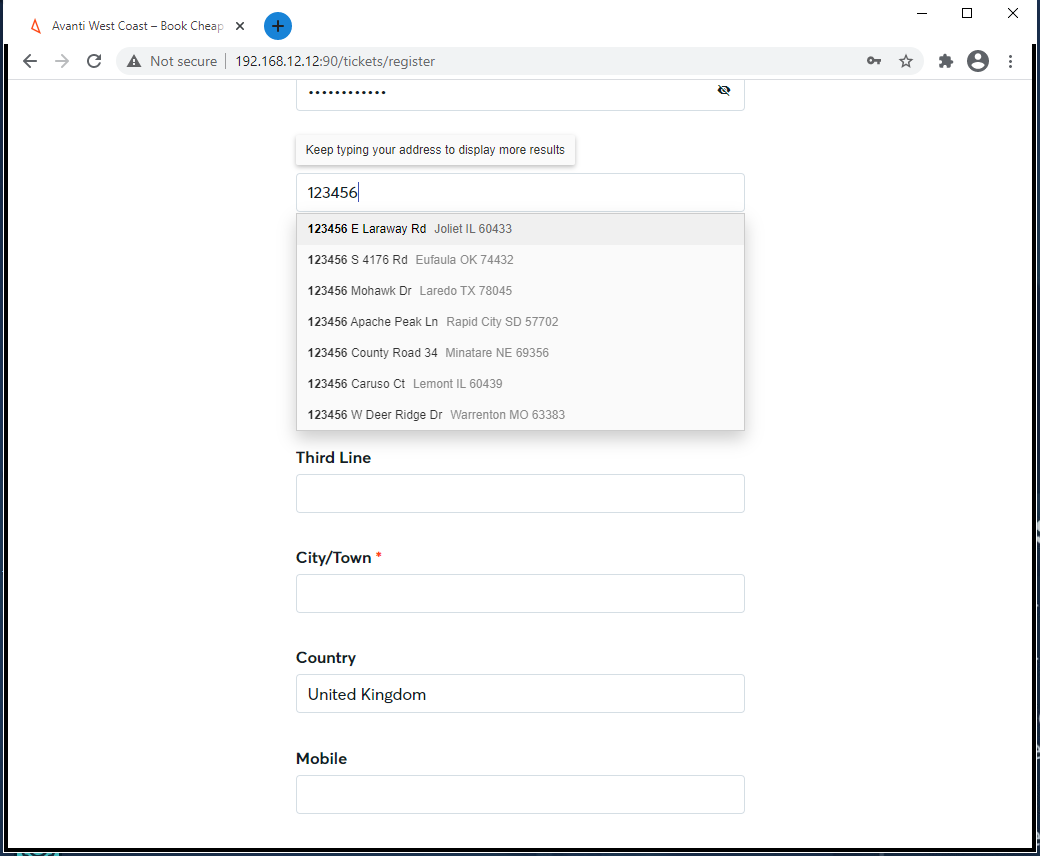 Avanti West Coast – Book Cheap
Not secure | 192.168.12.12:90/tickets/register
••••••••••••
Keep typing your address to display more results
123456
123456 E Laraway Rd Joliet IL 60433
123456 S 4176 Rd Eufaula OK 74432
123456 Mohawk Dr Laredo TX 78045
123456 Apache Peak Ln Rapid City SD 57702
123456 County Road 34 Minatare NE 69356
123456 Caruso Ct Lemont IL 60439
123456 W Deer Ridge Dr Warrenton MO 63383
Third Line
City/Town *
Country
United Kingdom
Mobile